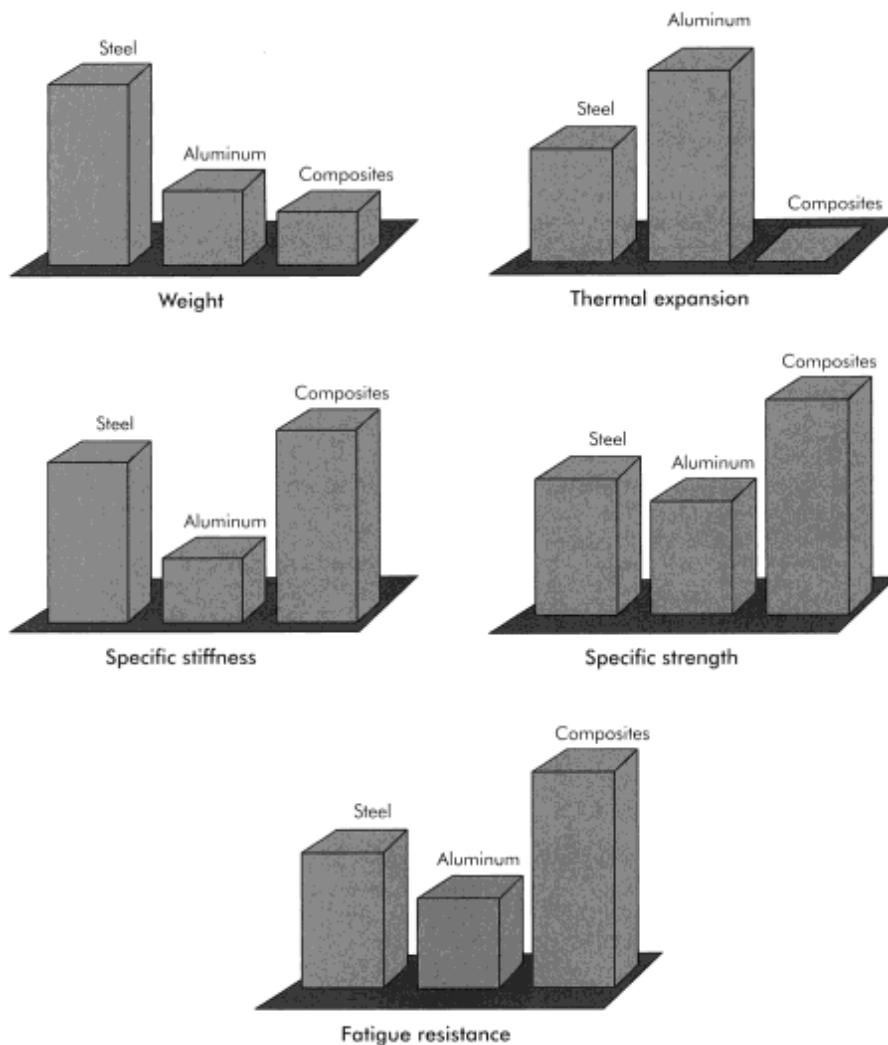 Steel
Aluminum
Composites
Weight
Aluminum
Steel
Composites
Thermal expansion
Composites
Steel
Aluminum
Specific stiffness
Composites
Steel
Aluminum
Specific strength
Composites
Steel
Aluminum
Fatigue resistance